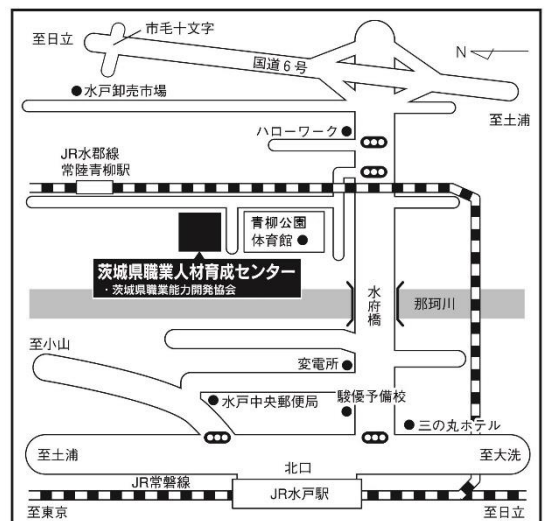 市毛十文字
至日立
国道6号
N
水戸卸売市場
至土浦
ハローワーク
JR水郡線
常陸青柳駅
青柳公園
体育館
茨城県職業人材育成センター
・茨城県職業能力開発協会
水府橋
那珂川
至小山
変電所
水戸中央郵便局
駿優予備校
三の丸ホテル
至土浦
北口
至大洗
JR常磐線
JR水戸駅
至東京
至日立